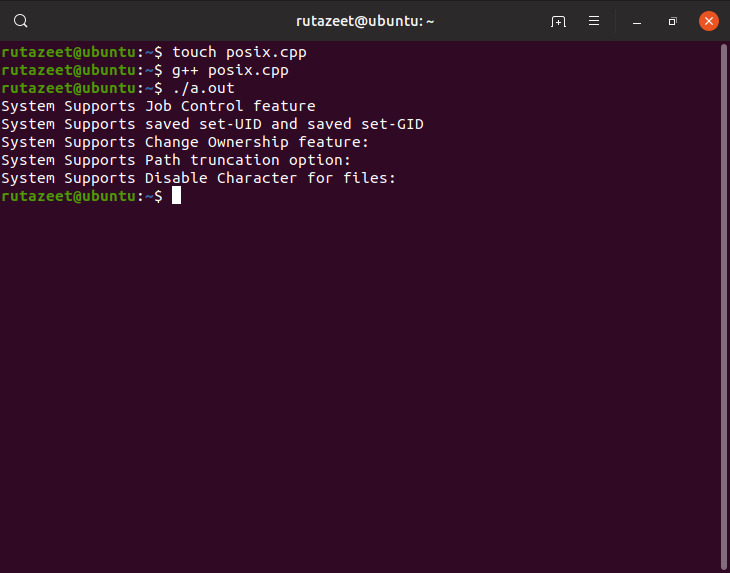 rutazeet@ubuntu: ~
rutazeet@ubuntu:~$ touch posix.cpp
rutazeet@ubuntu:~$ g++ posix.cpp
rutazeet@ubuntu:~$ ./a.out
System Supports Job Control feature
System Supports saved set-UID and saved set-GID
System Supports Change Ownership feature:
System Supports Path truncation option:
System Supports Disable Character for files:
rutazeet@ubuntu:~$